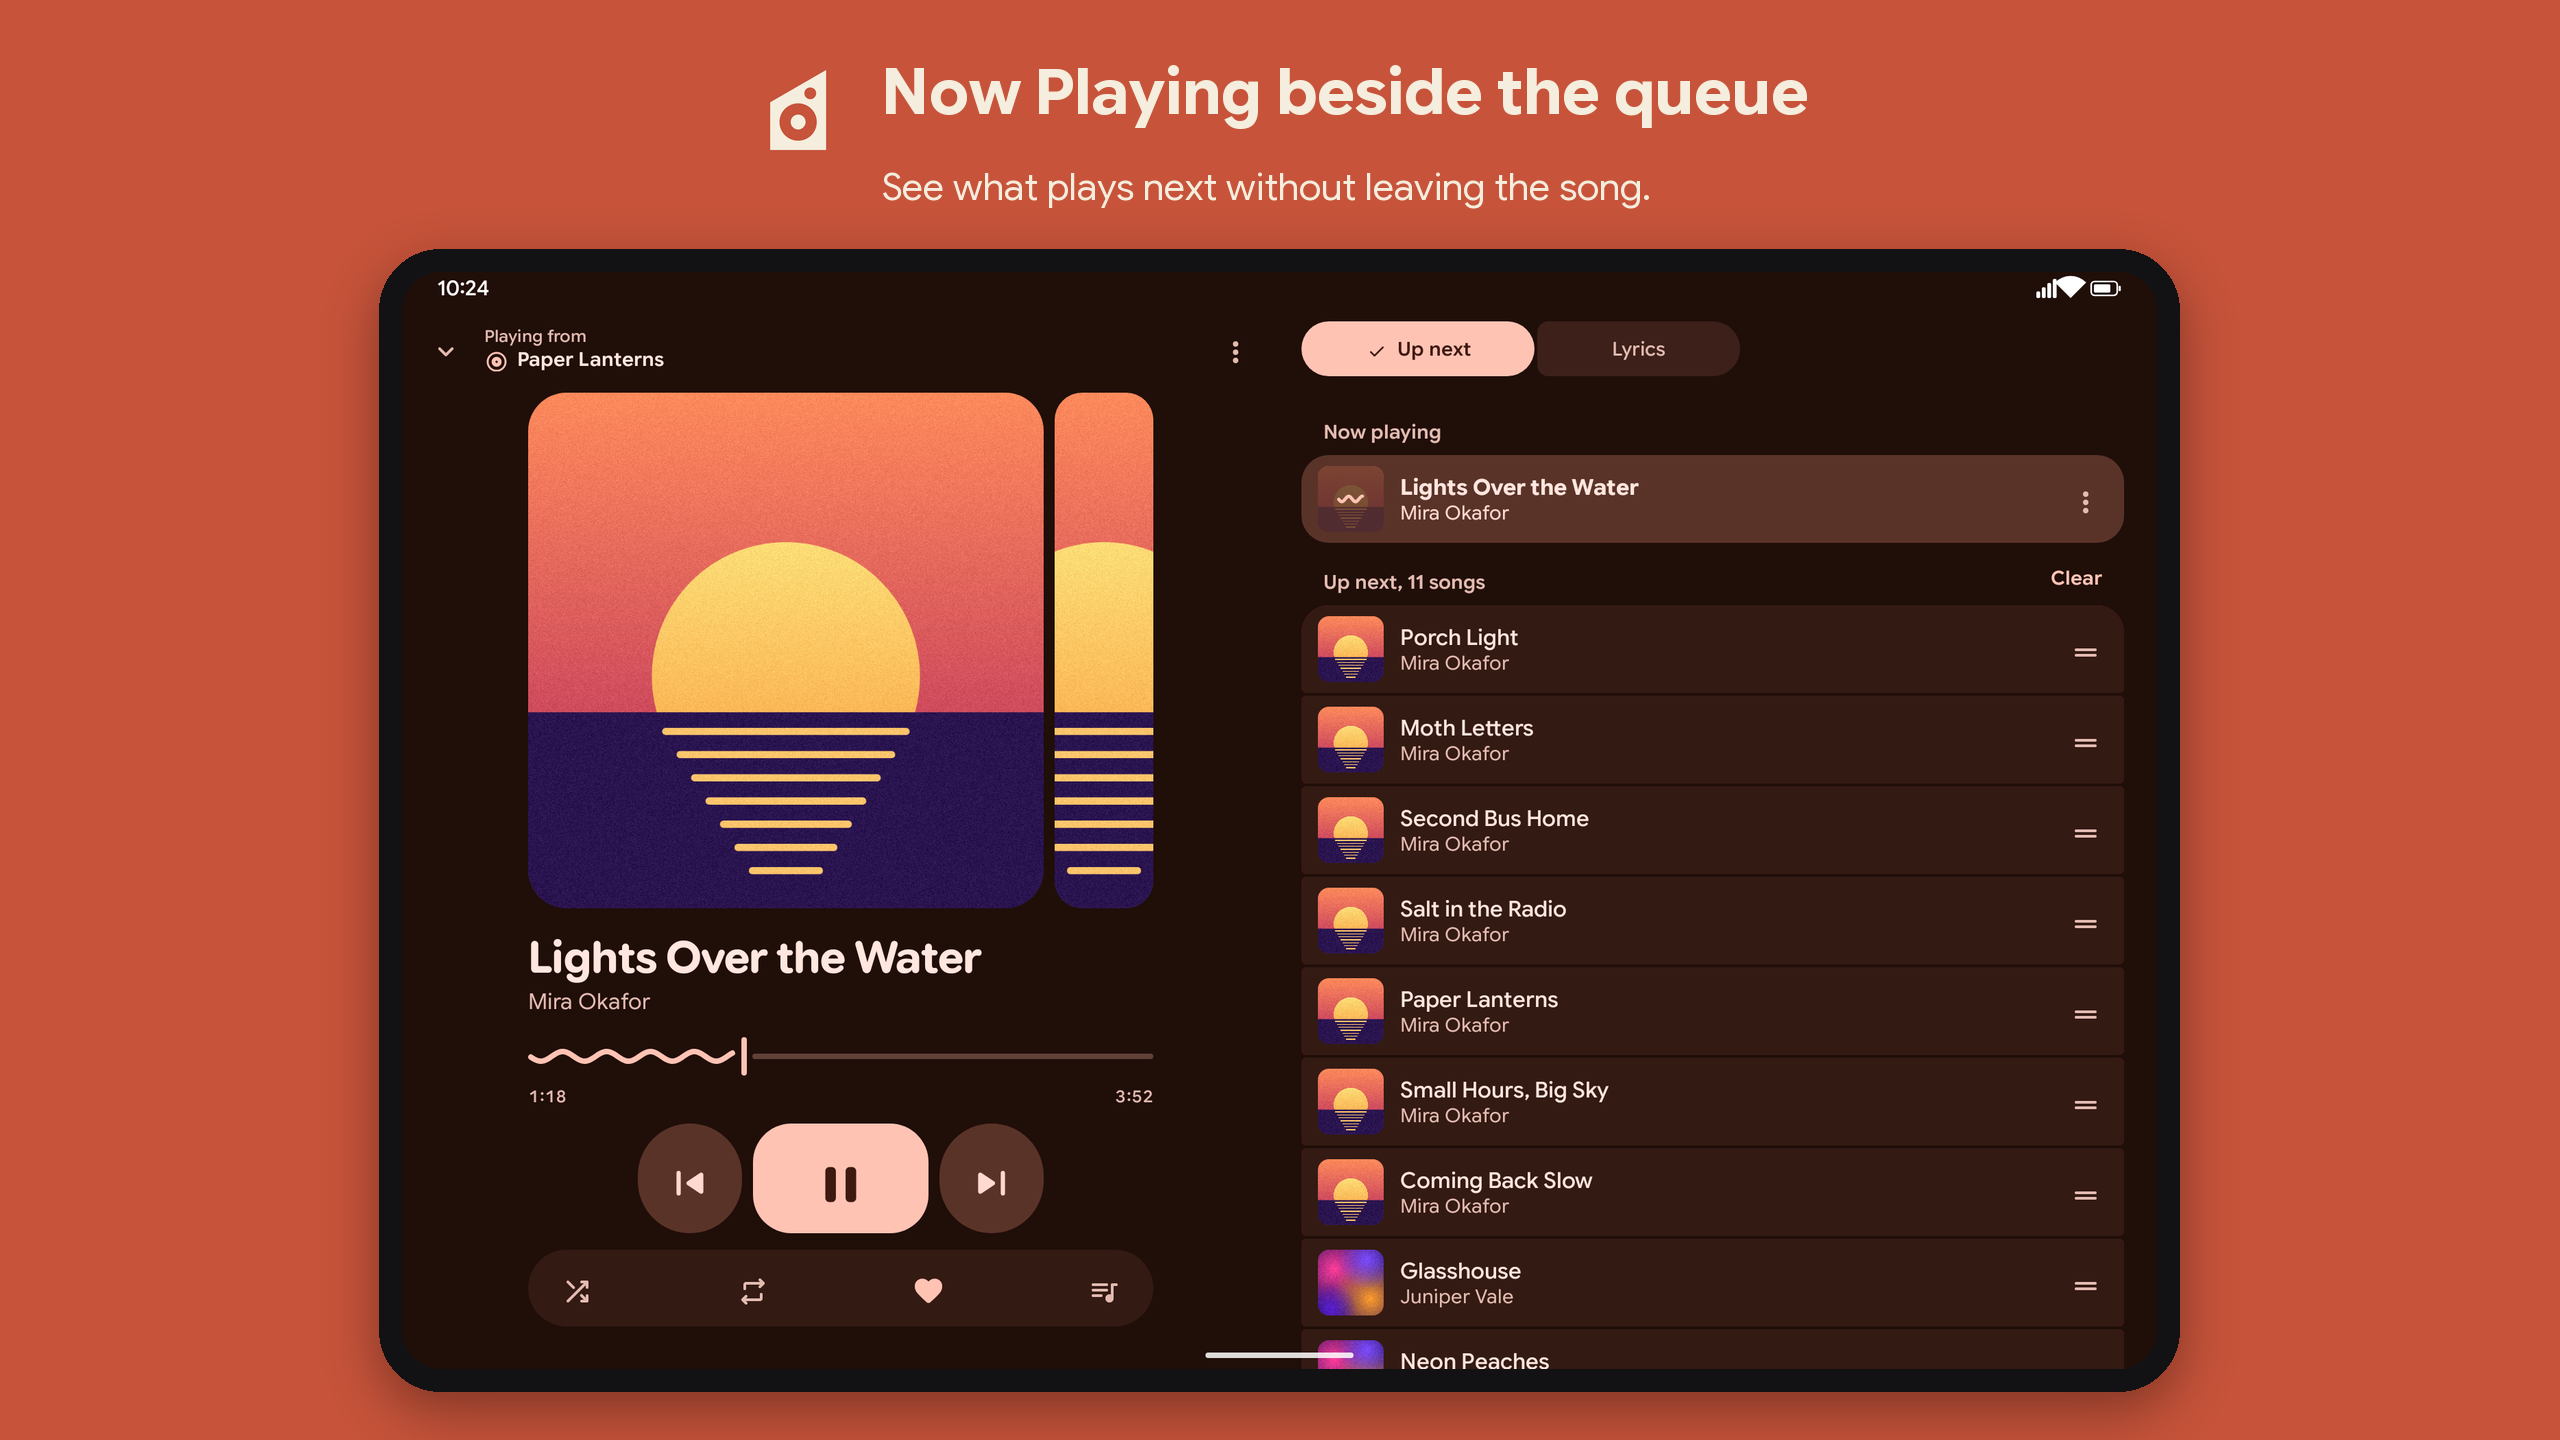 Now Playing beside the queue
See what plays next without leaving the song.
10:24
Playing from
Paper Lanterns
Lights Over the Water
Mira Okafor
1:18
3:52
Up next
Lyrics
Now playing
Lights Over the Water
Mira Okafor
Up next, 11 songs
Clear
Porch Light
Mira Okafor
Moth Letters
Mira Okafor
Second Bus Home
Mira Okafor
Salt in the Radio
Mira Okafor
Paper Lanterns
Mira Okafor
Small Hours, Big Sky
Mira Okafor
Coming Back Slow
Mira Okafor
Glasshouse
Juniper Vale
Neon Peaches